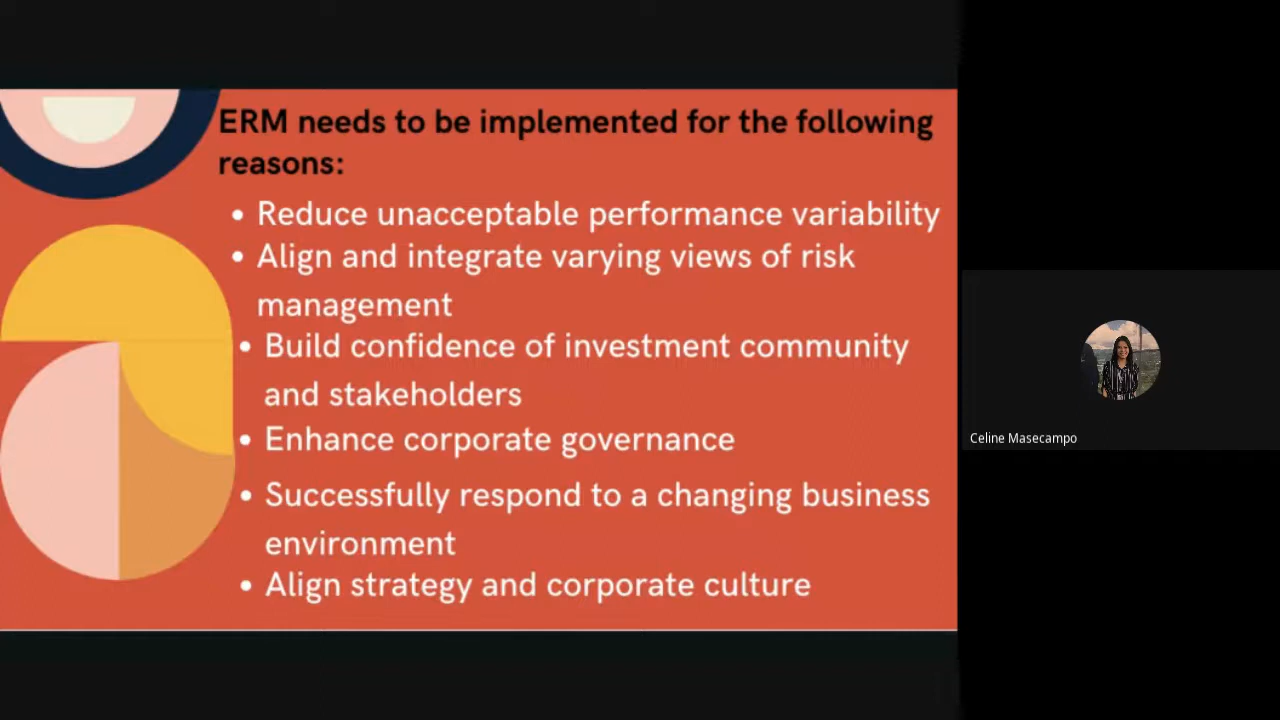 ERM needs to be implemented for the following
reasons:
• Reduce unacceptable performance variability
• Align and integrate varying views of risk
management
• Build confidence of investment community
and stakeholders
• Enhance corporate governance
• Successfully respond to a changing business
environment
• Align strategy and corporate culture
Celine Masecampo